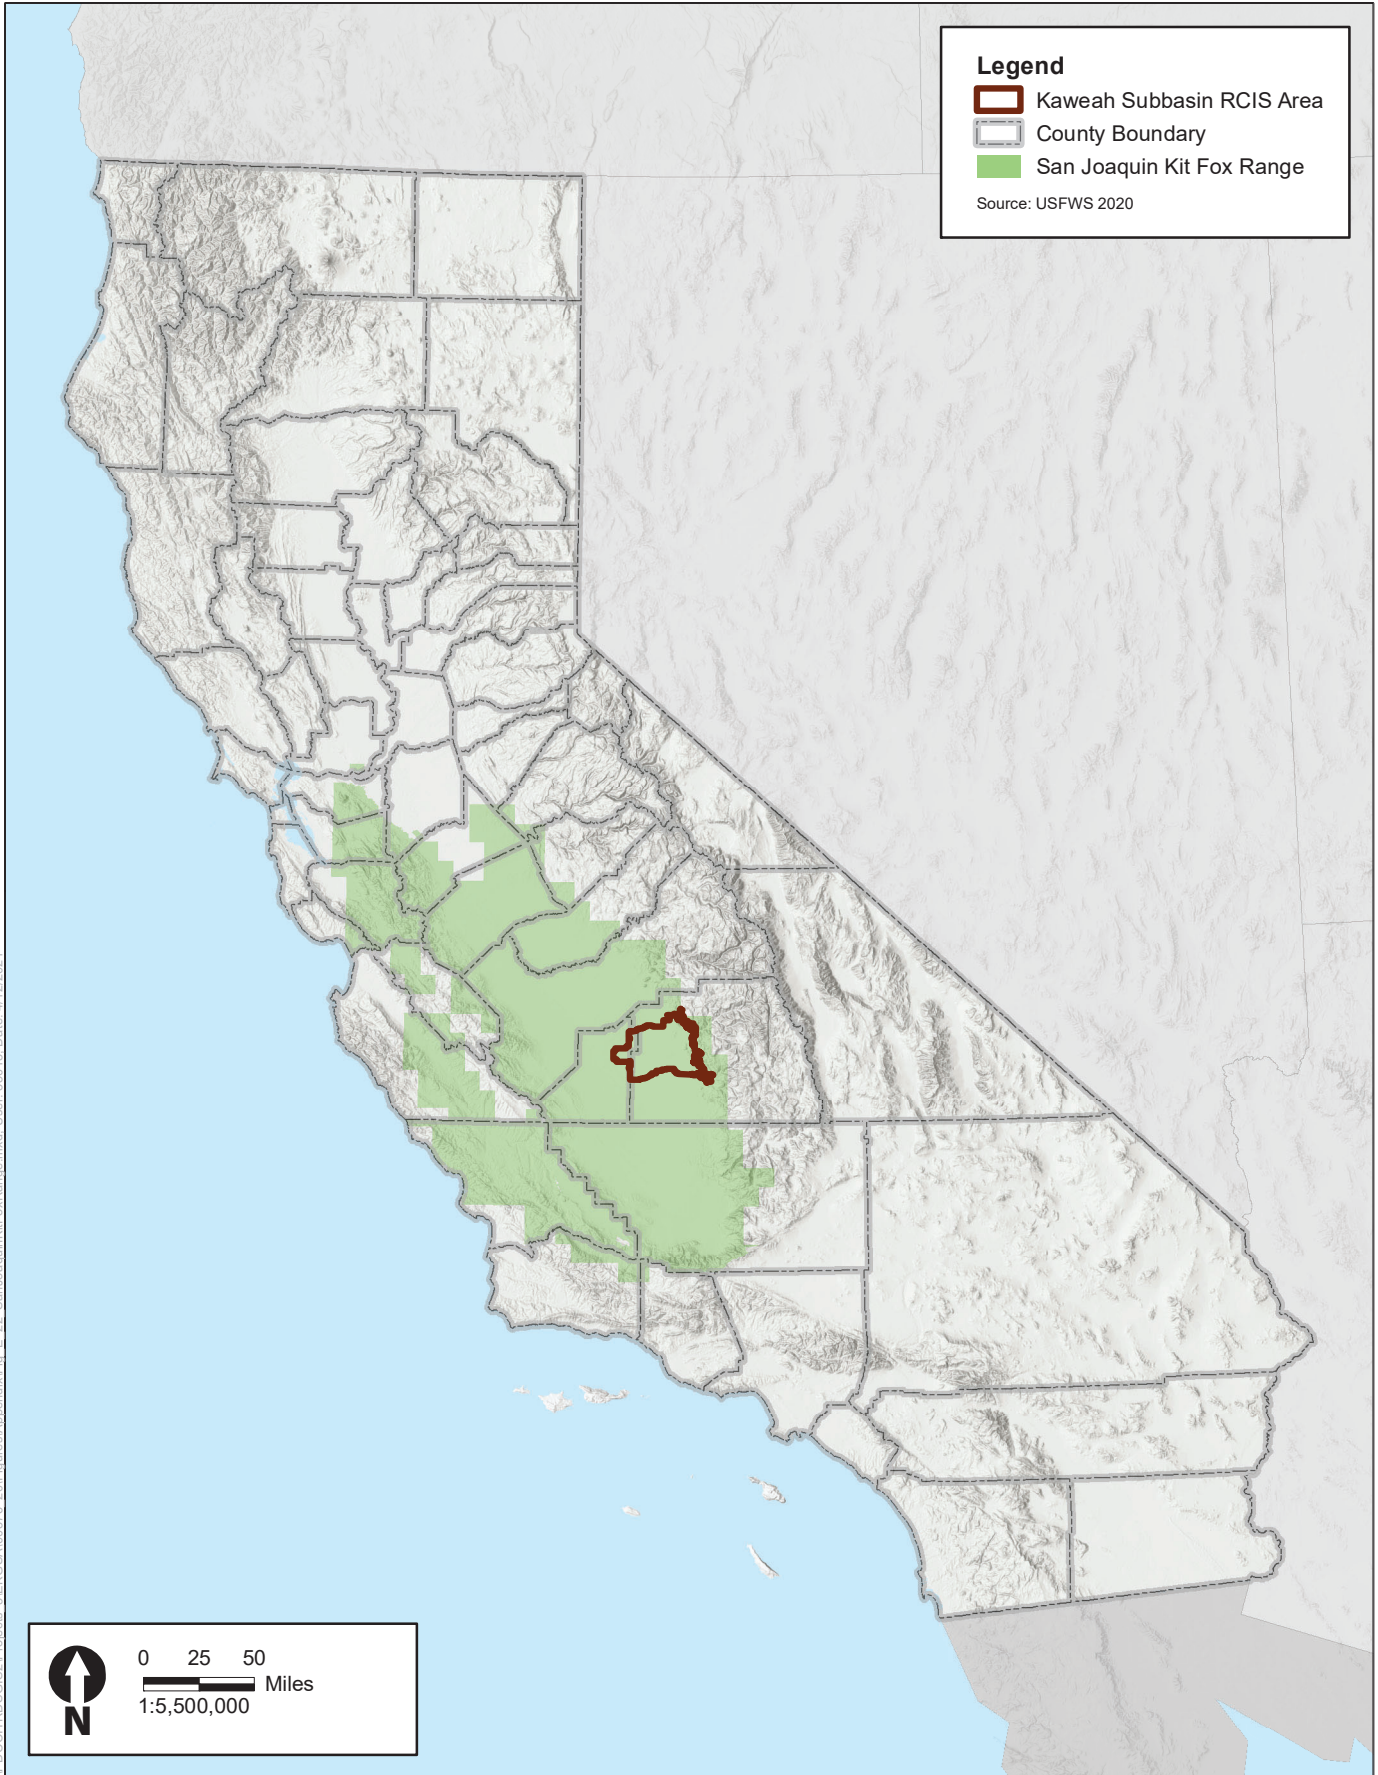 Legend
Kaweah Subbasin RCIS Area
County Boundary
San Joaquin Kit Fox Range
Source: USFWS 2020
0 25 50
Miles
1:5,500,000
N